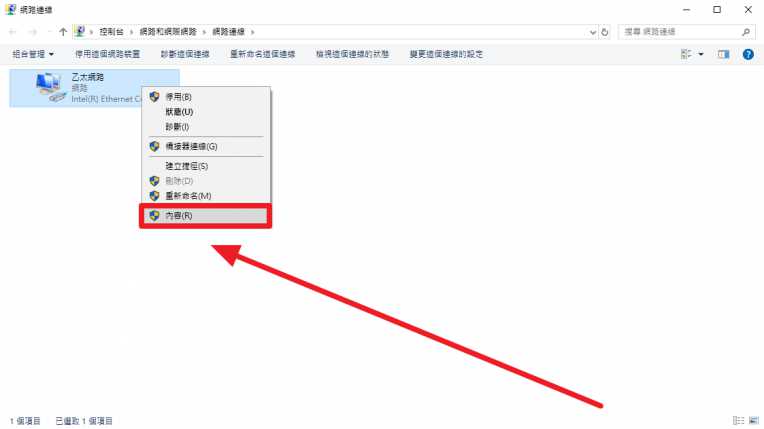 網路連線
控制台 網路和網際網路 網路連線
搜尋 網路連線
組合管理 停用這個網路裝置 診斷這個連線 重新命名這個連線 檢視這個連線的狀態 變更這個連線的設定
乙太網路
網路
Intel(R) Ethernet C
停用(B)
狀態(U)
診斷(I)
橋接器連線(G)
建立捷徑(S)
刪除(D)
重新命名(M)
內容(R)
1 個項目 已選取 1 個項目